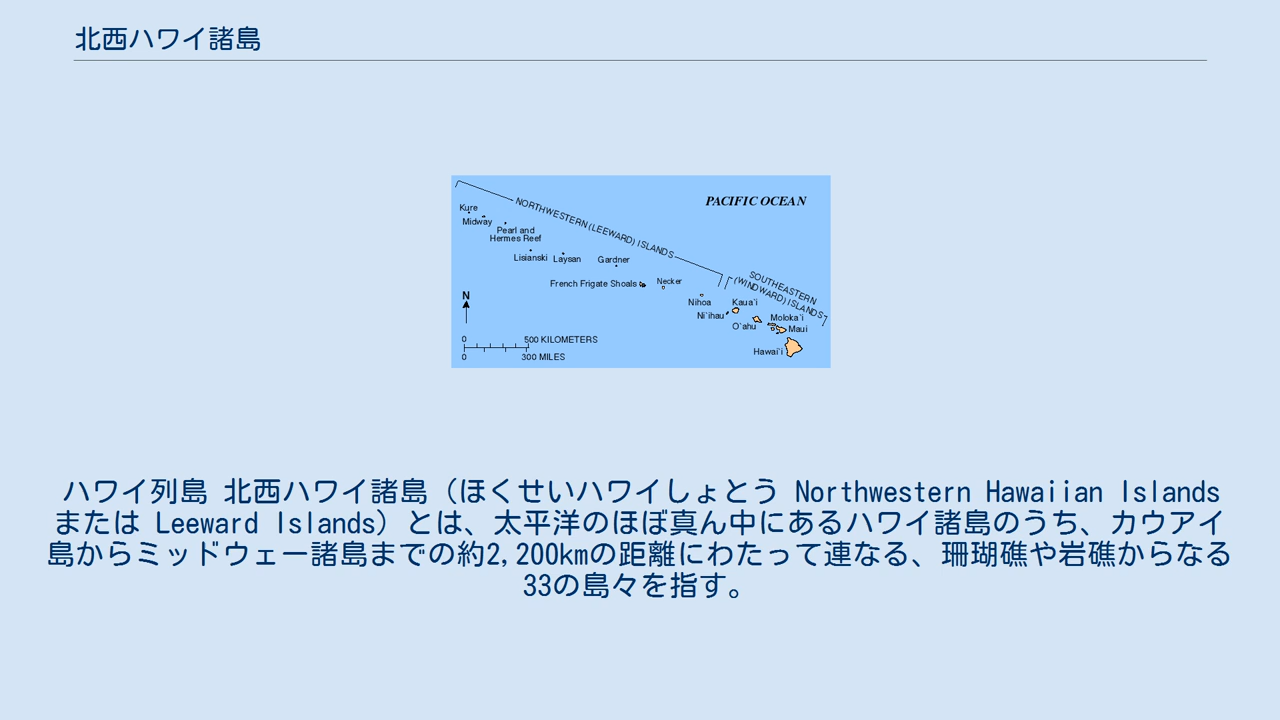 北西ハワイ諸島
PACIFIC OCEAN
NORTHWESTERN (LEEWARD) ISLANDS
SOUTHEASTERN
(WINDWARD) ISLANDS
Kure
Midway
Pearl and
Hermes Reef
Lisianski
Laysan
Gardner
French Frigate Shoals
Necker
Nihoa
Kaua`i
Ni`ihau
O`ahu
Moloka`i
Maui
Hawai`i
N
0 500 KILOMETERS
0 300 MILES
ハワイ列島 北西ハワイ諸島（ほくせいハワイしょとう Northwestern Hawaiian Islands
または Leeward Islands）とは、太平洋のほぼ真ん中にあるハワイ諸島のうち、カウアイ
島からミッドウェー諸島までの約2,200kmの距離にわたって連なる、珊瑚礁や岩礁からなる
33の島々を指す。